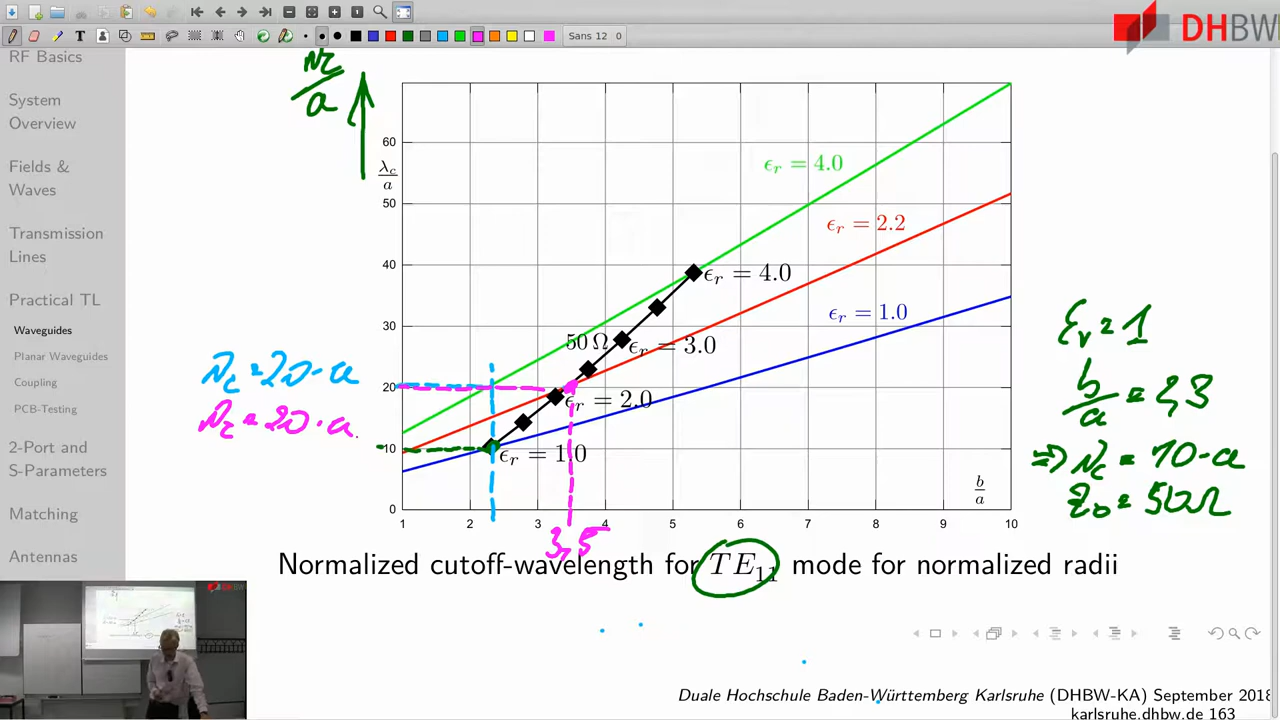 Sans 12 0
DHBW
RF Basics
System
Overview
Fields &
Waves
Transmission
Lines
Practical TL
Waveguides
Planar Waveguides
Coupling
PCB-Testing
2-Port and
S-Parameters
Matching
Antennas
λc
a
60
λc
a
50
40
30
20
10
0
ϵr = 4.0
ϵr = 2.2
ϵr = 1.0
ϵr = 4.0
50 Ω
ϵr = 3.0
ϵr = 2.0
ϵr = 1.0
b
a
1 2 3 4 5 6 7 8 9 10
λc = 20·a
λc = 20·a
3,5
εr = 1
b
a
= 2,3
⇒ λc = 10·a
Z0 = 50Ω
Normalized cutoff-wavelength for TE11 mode for normalized radii
Duale Hochschule Baden-Württemberg Karlsruhe (DHBW-KA) September 2018
karlsruhe.dhbw.de 163